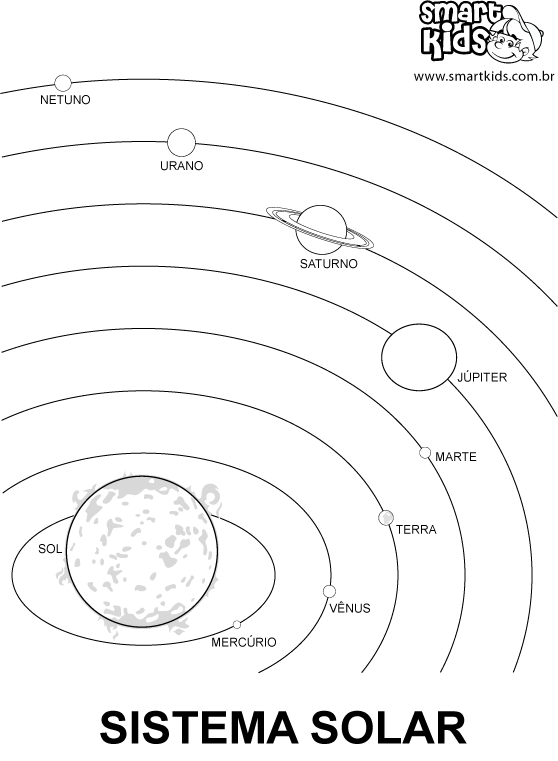 smart
Kids
www.smartkids.com.br
NETUNO
URANO
SATURNO
JÚPITER
MARTE
TERRA
SOL
VÊNUS
MERCÚRIO
SISTEMA SOLAR